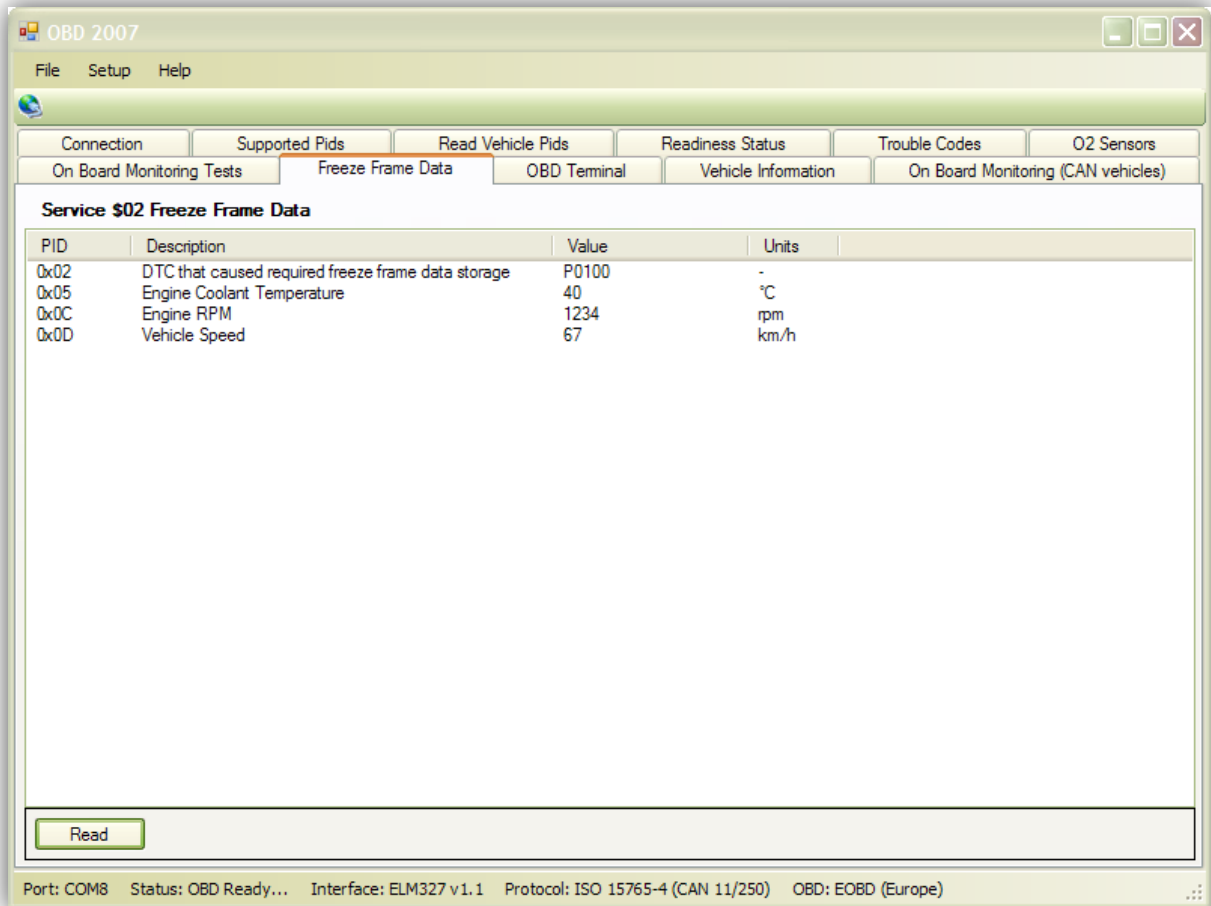 OBD 2007
File Setup Help
Connection Supported Pids Read Vehicle Pids Readiness Status Trouble Codes O2 Sensors
On Board Monitoring Tests Freeze Frame Data OBD Terminal Vehicle Information On Board Monitoring (CAN vehicles)
Service $02 Freeze Frame Data
PID Description Value Units
0x02 DTC that caused required freeze frame data storage P0100 -
0x05 Engine Coolant Temperature 40 °C
0x0C Engine RPM 1234 rpm
0x0D Vehicle Speed 67 km/h
Read
Port: COM8 Status: OBD Ready... Interface: ELM327 v1.1 Protocol: ISO 15765-4 (CAN 11/250) OBD: EOBD (Europe)